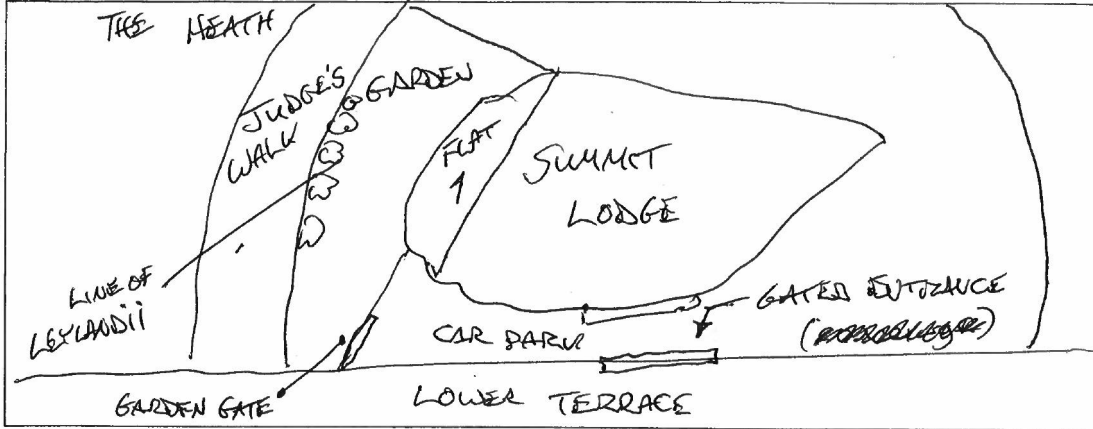 THE HEATH
JUDGE'S
WALK
GARDEN
FLAT
1
SUMMIT
LODGE
LINE OF
LEYLANDII
GATED ENTRANCE
CAR PARK
GARDEN GATE
LOWER TERRACE